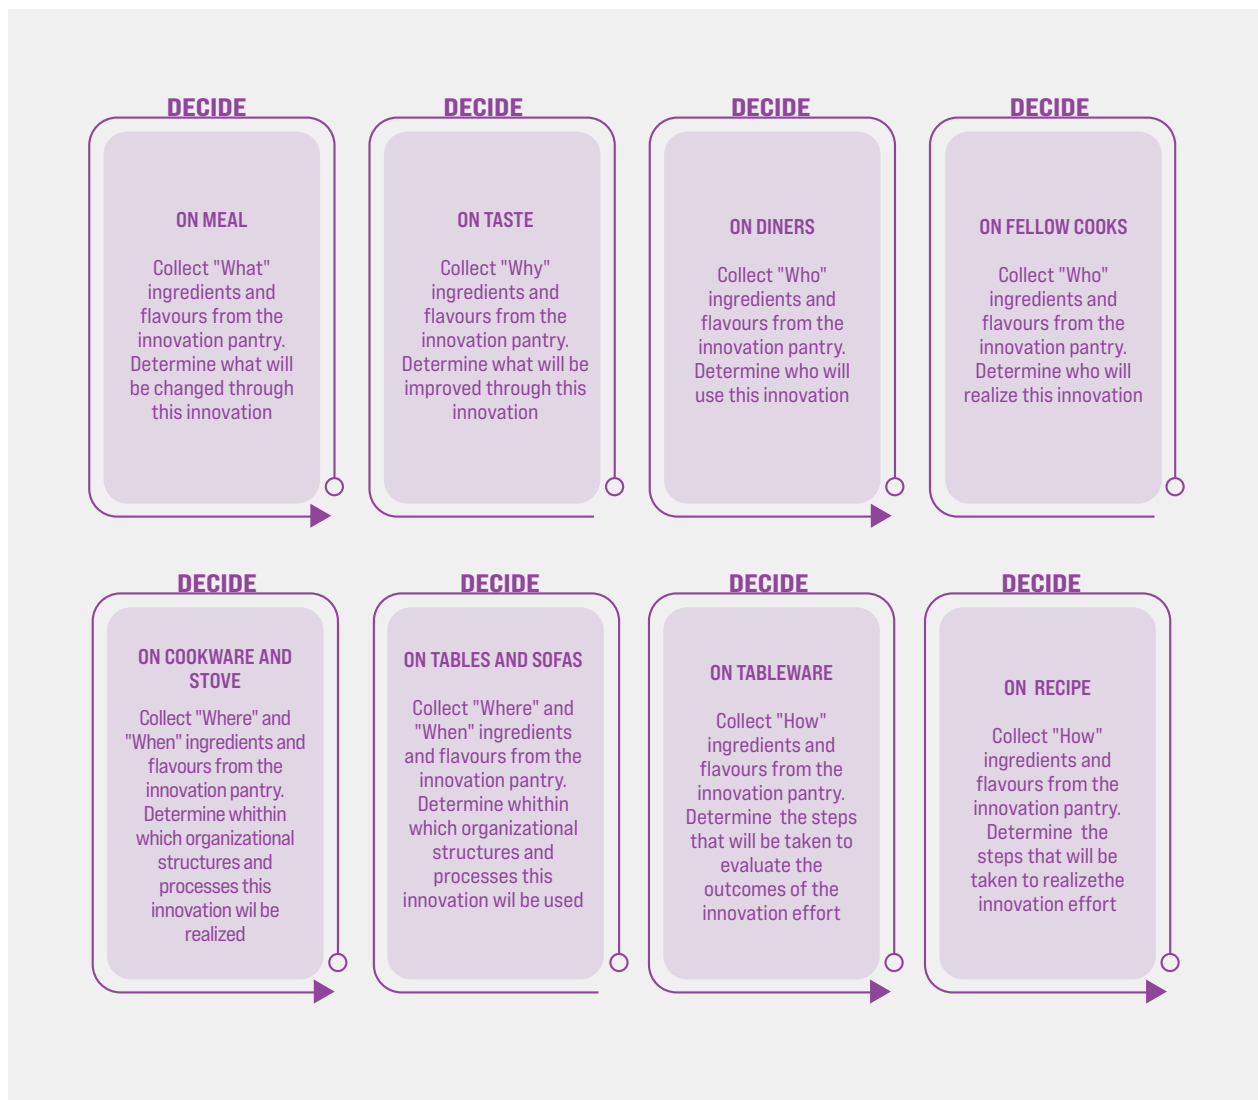 DECIDE
ON MEAL
Collect "What"
ingredients and
flavours from the
innovation pantry.
Determine what will
be changed through
this innovation
DECIDE
ON TASTE
Collect "Why"
ingredients and
flavours from the
innovation pantry.
Determine what will be
improved through this
innovation
DECIDE
ON DINERS
Collect "Who"
ingredients and
flavours from the
innovation pantry.
Determine who will
use this innovation
DECIDE
ON FELLOW COOKS
Collect "Who"
ingredients and
flavours from the
innovation pantry.
Determine who will
realize this innovation
DECIDE
ON COOKWARE AND
STOVE
Collect "Where" and
"When" ingredients and
flavours from the
innovation pantry.
Determine whithin
which organizational
structures and
processes this
innovation wil be
realized
DECIDE
ON TABLES AND SOFAS
Collect "Where" and
"When" ingredients
and flavours from the
innovation pantry.
Determine whithin
which organizational
structures and
processes this
innovation wil be used
DECIDE
ON TABLEWARE
Collect "How"
ingredients and
flavours from the
innovation pantry.
Determine the steps
that will be taken to
evaluate the
outcomes of the
innovation effort
DECIDE
ON RECIPE
Collect "How"
ingredients and
flavours from the
innovation pantry.
Determine the
steps that will be
taken to realizethe
innovation effort